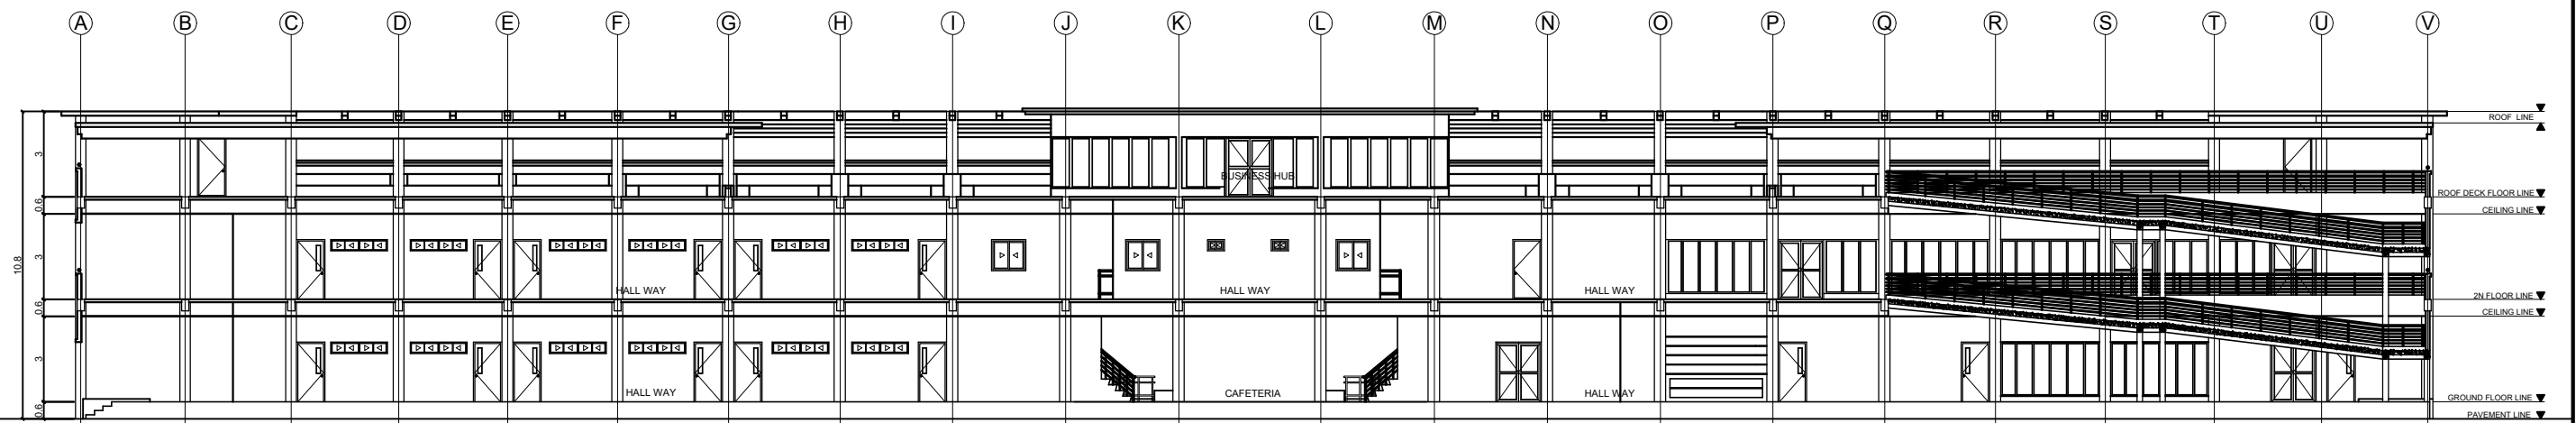 A B C D E F G H I J K L M N O P Q R S T U V
ROOF LINE
3
BUSINESS HUB
ROOF DECK FLOOR LINE
0.6
CEILING LINE
10.8
3
HALL WAY HALL WAY HALL WAY
2N FLOOR LINE
0.6
CEILING LINE
3
HALL WAY CAFETERIA HALL WAY
GROUND FLOOR LINE
0.6
PAVEMENT LINE